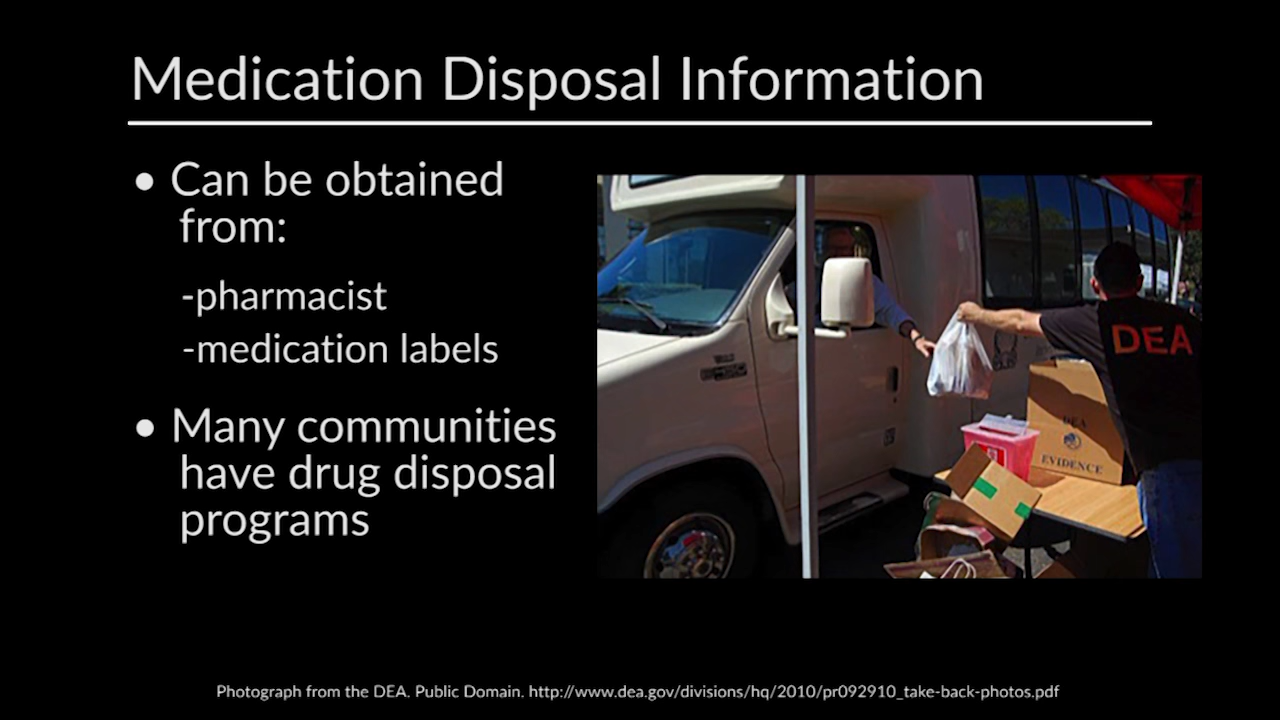 Medication Disposal Information
• Can be obtained
from:
-pharmacist
-medication labels
• Many communities
have drug disposal
programs
DEA
DEA
EVIDENCE
Photograph from the DEA. Public Domain. http://www.dea.gov/divisions/hq/2010/pr092910_take-back-photos.pdf